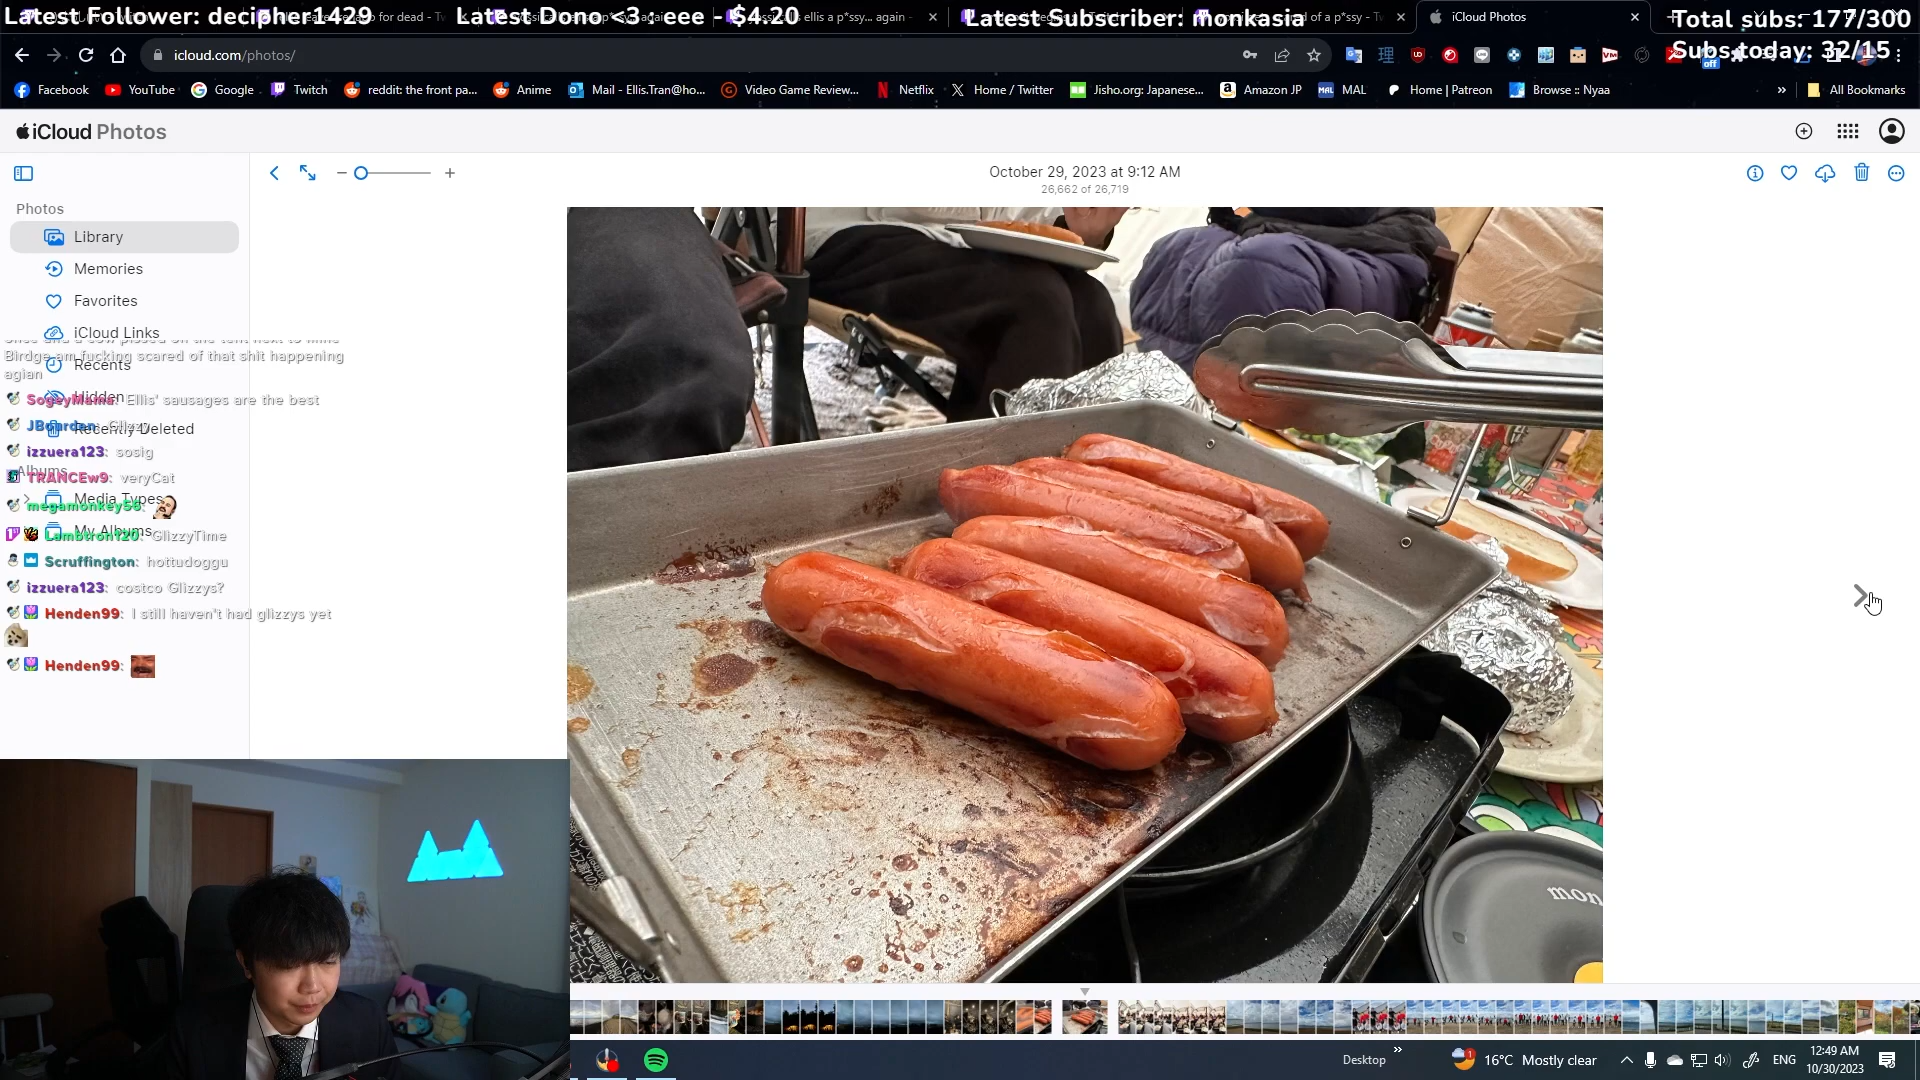 Latest Follower: decipher1429
Latest Dono <3: eee - $4.20
Latest Subscriber: monkasia
Total subs: 177/300
iCloud Photos
Subs today: 32/15
icloud.com/photos/
off
Facebook
YouTube
Google
Twitch
reddit: the front pa...
Anime
Mail - Ellis.Tran@ho...
Video Game Review...
Netflix
Home / Twitter
Jisho.org: Japanese...
Amazon JP
MAL
Home | Patreon
Browse :: Nyaa
All Bookmarks
iCloud Photos
October 29, 2023 at 9:12 AM
26,662 of 26,719
Photos
Library
Memories
Favorites
iCloud Links
Recents
Hidden
Recently Deleted
Albums
Media Types
My Albums
Birdge am fucking scared of that shit happening
agian
SogeyMama: Ellis' sausages are the best
JBearden: Glizzy
izzuera123: sosig
TRANCEw9: veryCat
megamonkey56:
Lambtron120: GlizzyTime
Scruffington: hottudoggu
izzuera123: costco Glizzys?
Henden99: I still haven't had glizzys yet
Henden99:
mon
Desktop
16°C Mostly clear
ENG
12:49 AM
10/30/2023